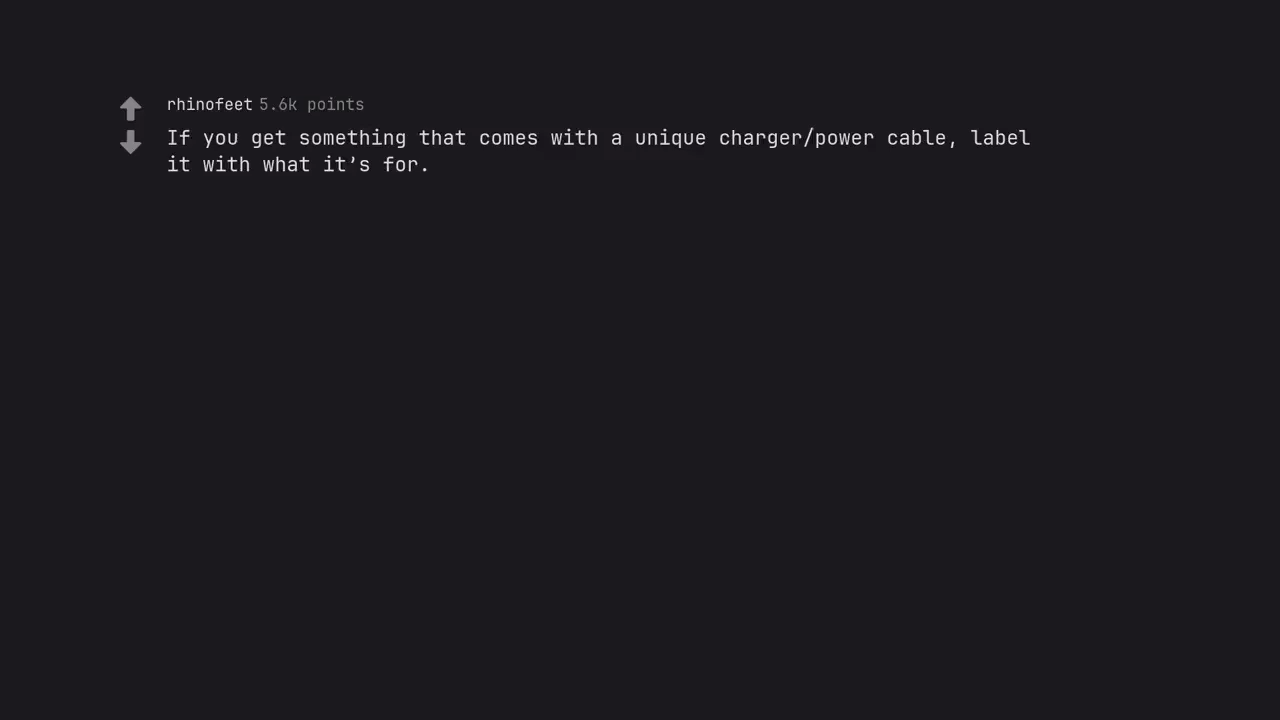 rhinofeet 5.6k points
If you get something that comes with a unique charger/power cable, label
it with what it’s for.